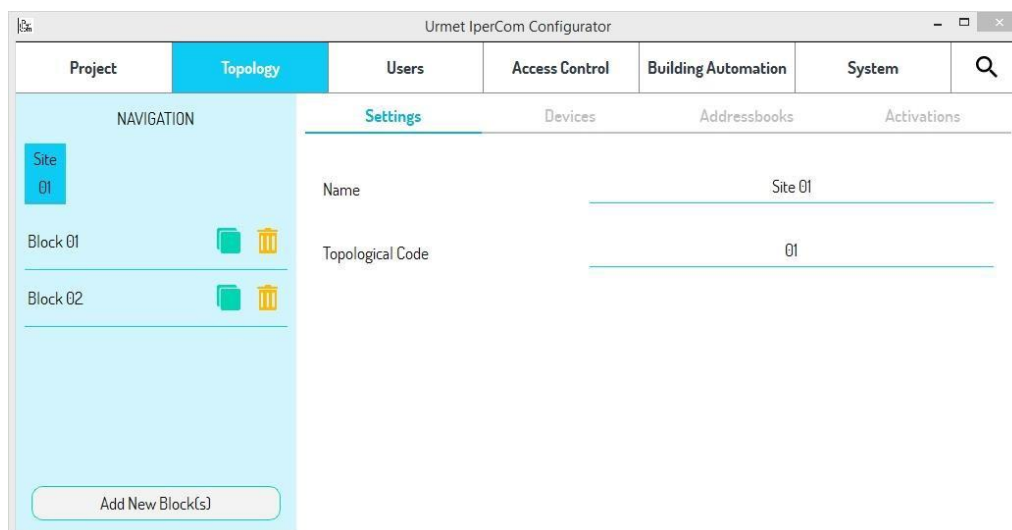 Urmet IperCom Configurator
Project Topology Users Access Control Building Automation System
NAVIGATION
Settings Devices Addressbooks Activations
Site
01
Name Site 01
Block 01
Topological Code 01
Block 02
Add New Block(s)